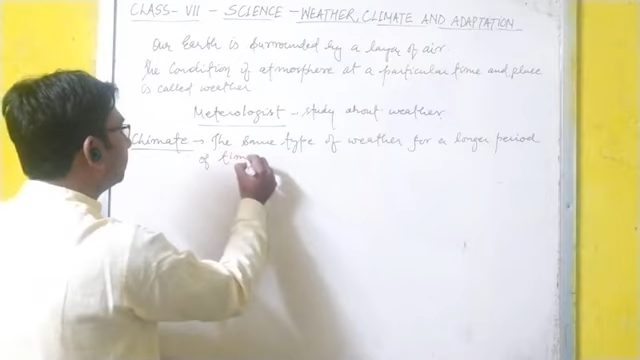 CLASS-VII - SCIENCE - WEATHER, CLIMATE AND ADAPTATION
Our Earth is surrounded by a layer of air
The Condition of atmosphere at a particular time and place
is called weather
Meterologist - study about weather
Chimate → The same type of weather for a longer period
of tim